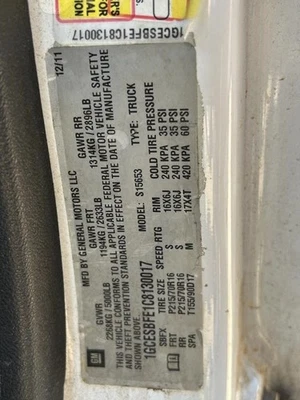 1GCESBFE1C8130017
MFD BY GENERAL MOTORS LLC
12/11
GVWR
GAWR FRT
GAWR RR
2268KG / 5000LB
1194KG / 2633LB
1314KG / 2896LB
THIS VEHICLE CONFORMS TO ALL APPLICABLE FEDERAL MOTOR VEHICLE SAFETY
AND THEFT PREVENTION STANDARDS IN EFFECT ON THE DATE OF MANUFACTURE
SHOWN ABOVE.
1GCESBFE1C8130017
MODEL: S15653
TYPE: TRUCK
SBFX
TIRE SIZE
SPEED RTG
RIM
COLD TIRE PRESSURE
FRT
P215/70R16
S
16X6J
240 KPA
35 PSI
RR
P215/70R16
S
16X6J
240 KPA
35 PSI
SPA
T155/90D17
M
17X4T
420 KPA
60 PSI
GM